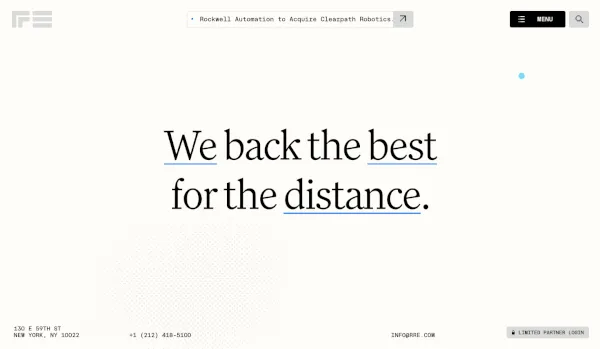 RRE
Rockwell Automation to Acquire Clearpath Robotics.
MENU
We back the best
for the distance.
130 E 59TH ST
NEW YORK, NY 10022
+1 (212) 418-5100
INFO@RRE.COM
LIMITED PARTNER LOGIN